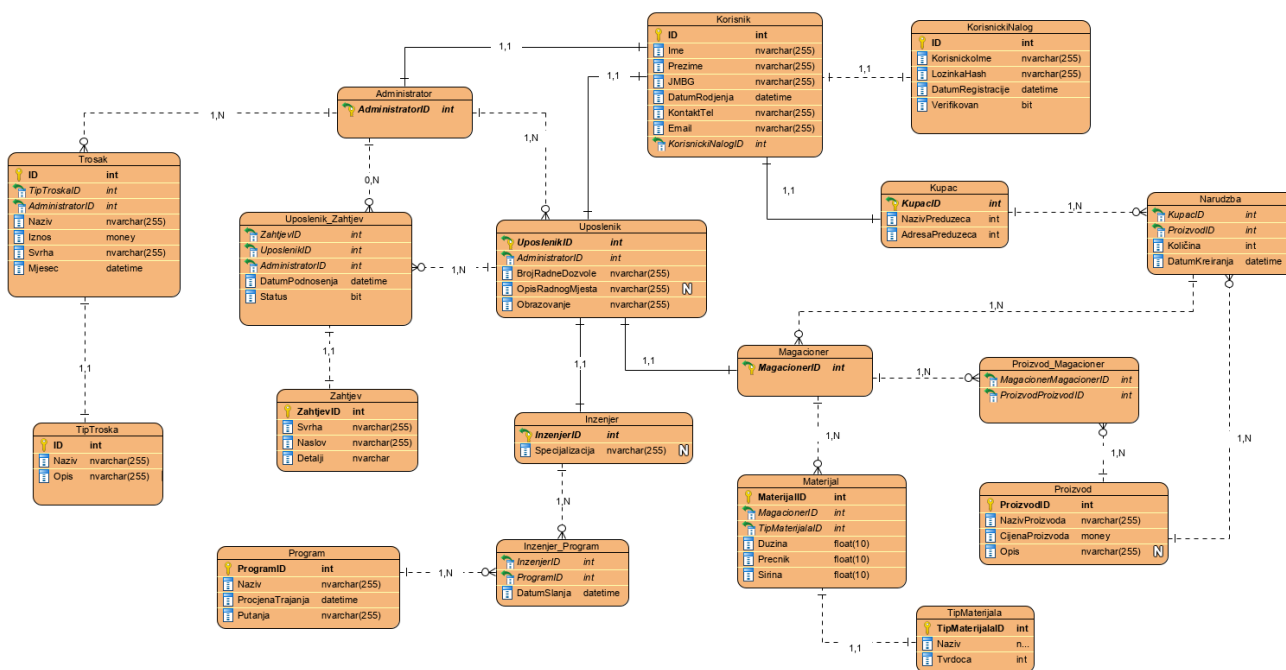 Korisnik
ID int
Ime nvarchar(255)
Prezime nvarchar(255)
JMBG nvarchar(255)
DatumRodjenja datetime
KontaktTel nvarchar(255)
Email nvarchar(255)
KorisnickiNalogID int
KorisnickiNalog
ID int
KorisnickoIme nvarchar(255)
LozinkaHash nvarchar(255)
DatumRegistracije datetime
Verifikovan bit
1,1
1,1
1,1
Administrator
AdministratorID int
1,N
1,N
0,N
Trosak
ID int
TipTroskaID int
AdministratorID int
Naziv nvarchar(255)
Iznos money
Svrha nvarchar(255)
Mjesec datetime
1,1
Kupac
KupacID int
NazivPreduzeca int
AdresaPreduzeca int
1,N
Narudzba
KupacID int
ProizvodID int
Količina int
DatumKreiranja datetime
Uposlenik_Zahtjev
ZahtjevID int
UposlenikID int
AdministratorID int
DatumPodnosenja datetime
Status bit
1,N
Uposlenik
UposlenikID int
AdministratorID int
BrojRadneDozvole nvarchar(255)
OpisRadnogMjesta nvarchar(255) N
Obrazovanje nvarchar(255)
1,N
1,1
1,1
1,1
1,1
Magacioner
MagacionerID int
1,N
Proizvod_Magacioner
MagacionerMagacionerID int
ProizvodProizvodID int
1,N
Zahtjev
ZahtjevID int
Svrha nvarchar(255)
Naslov nvarchar(255)
Detalji nvarchar
TipTroska
ID int
Naziv nvarchar(255)
Opis nvarchar(255)
Inzenjer
InzenjerID int
Specijalizacija nvarchar(255) N
1,N
1,N
1,N
Materijal
MaterijalID int
MagacionerID int
TipMaterijalaID int
Duzina float(10)
Precnik float(10)
Sirina float(10)
Proizvod
ProizvodID int
NazivProizvoda nvarchar(255)
CijenaProizvoda money
Opis nvarchar(255) N
Program
ProgramID int
Naziv nvarchar(255)
ProcjenaTrajanja datetime
Putanja nvarchar(255)
1,N
Inzenjer_Program
InzenjerID int
ProgramID int
DatumSlanja datetime
1,1
TipMaterijala
TipMaterijalaID int
Naziv n...
Tvrdoca int